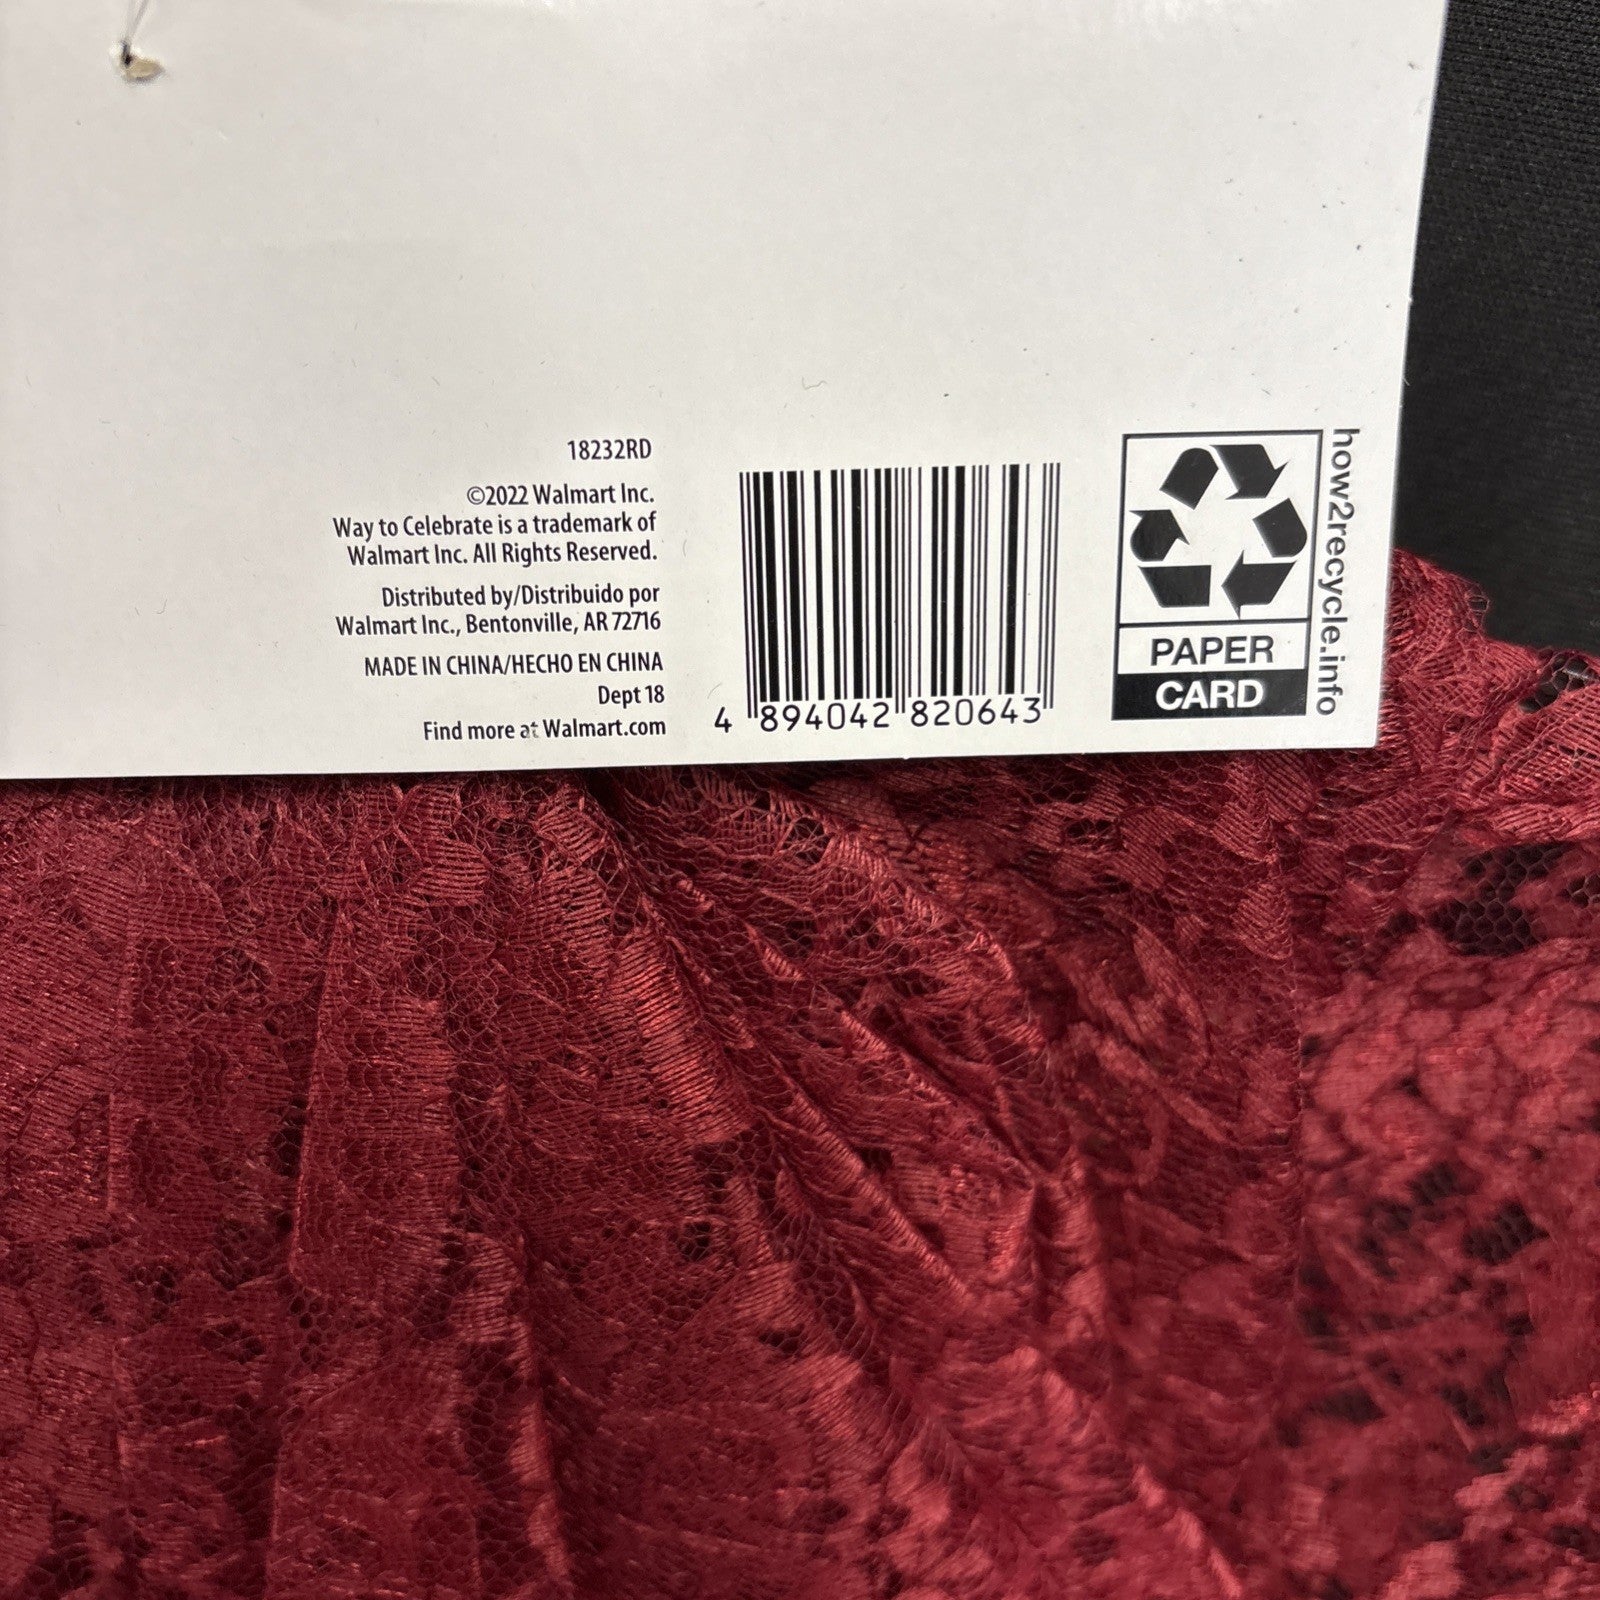 18232RD
©2022 Walmart Inc.
Way to Celebrate is a trademark of
Walmart Inc. All Rights Reserved.
Distributed by/Distribuido por
Walmart Inc., Bentonville, AR 72716
MADE IN CHINA/HECHO EN CHINA
Dept 18
Find more at Walmart.com
4 894042 820643
PAPER
CARD
how2recycle.info